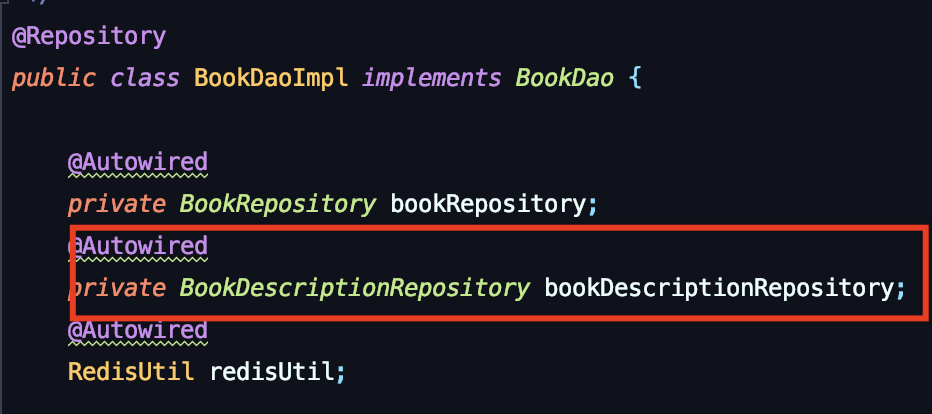 @Repository
public class BookDaoImpl implements BookDao {
@Autowired
private BookRepository bookRepository;
@Autowired
private BookDescriptionRepository bookDescriptionRepository;
@Autowired
RedisUtil redisUtil;